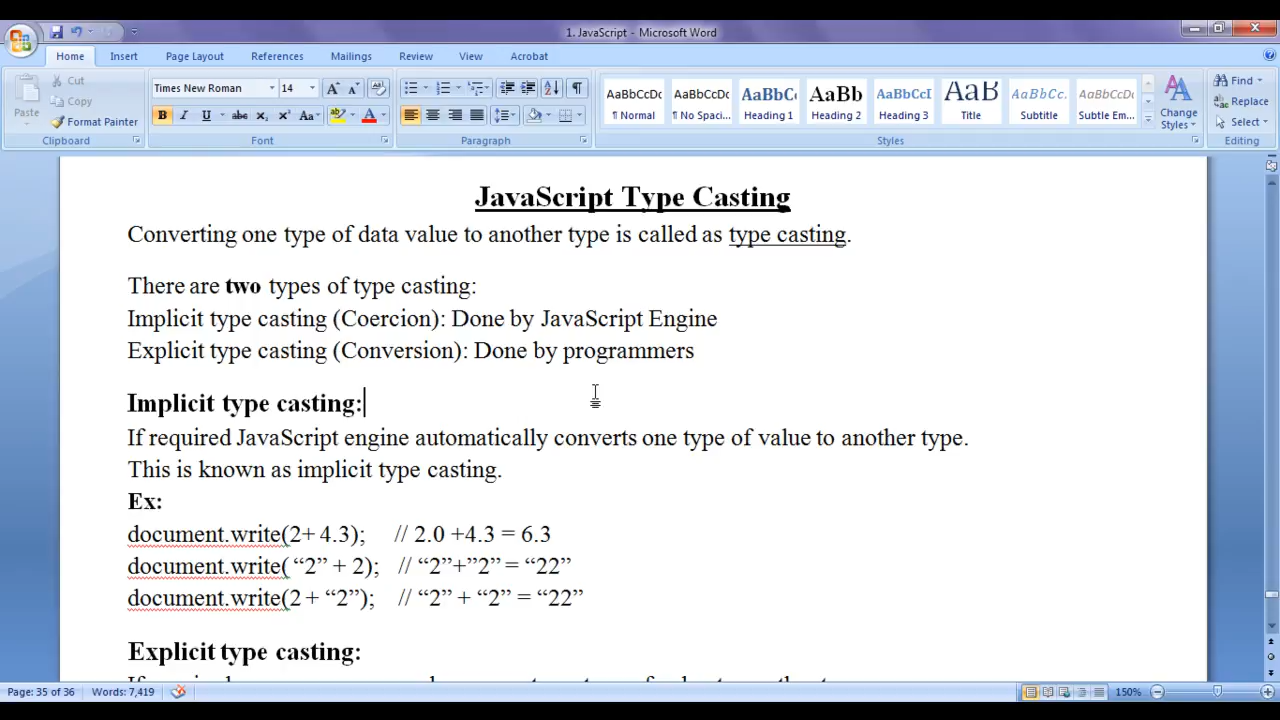 1. JavaScript - Microsoft Word
Home Insert Page Layout References Mailings Review View Acrobat
Paste
Cut
Copy
Format Painter
Clipboard
Times New Roman 14
B I U abc x₂ x² Aa
Font
Paragraph
AaBbCcDc AaBbCcDc AaBbC AaBb AaBbCcI AaB AaBbCc. AaBbCcDc
¶ Normal ¶ No Spaci... Heading 1 Heading 2 Heading 3 Title Subtitle Subtle Em...
Change Styles
Styles
Find
Replace
Select
Editing
JavaScript Type Casting
Converting one type of data value to another type is called as type casting.
There are two types of type casting:
Implicit type casting (Coercion): Done by JavaScript Engine
Explicit type casting (Conversion): Done by programmers
Implicit type casting:
If required JavaScript engine automatically converts one type of value to another type.
This is known as implicit type casting.
Ex:
document.write(2+ 4.3); // 2.0 +4.3 = 6.3
document.write( “2” + 2); // “2”+”2” = “22”
document.write(2 + “2”); // “2” + “2” = “22”
Explicit type casting:
Page: 35 of 36 Words: 7,419 150%